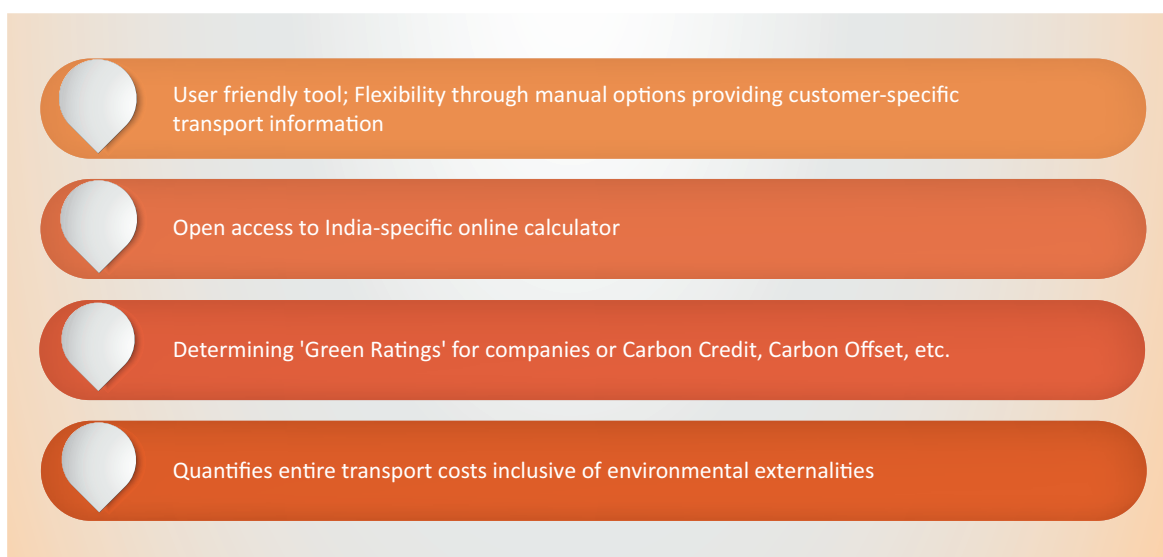 User friendly tool; Flexibility through manual options providing customer-specific
transport information
Open access to India-specific online calculator
Determining 'Green Ratings' for companies or Carbon Credit, Carbon Offset, etc.
Quantifies entire transport costs inclusive of environmental externalities